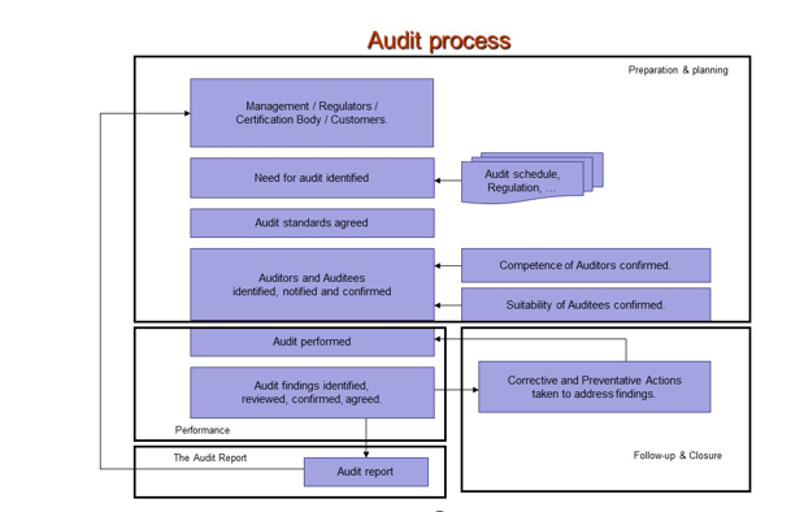 Audit process
Preparation & planning
Management / Regulators /
Certification Body / Customers.
Need for audit identified
Audit schedule,
Regulation, ...
Audit standards agreed
Auditors and Auditees
identified, notified and confirmed
Competence of Auditors confirmed.
Suitability of Auditees confirmed.
Audit performed
Audit findings identified,
reviewed, confirmed, agreed.
Performance
Corrective and Preventative Actions
taken to address findings.
Follow-up & Closure
The Audit Report
Audit report